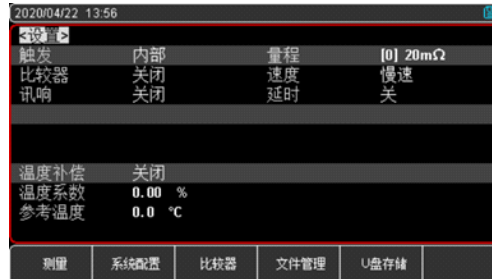 2020/04/22 13:56
<设置>
触发 内部 量程 [0] 20mΩ
比较器 关闭 速度 慢速
讯响 关闭 延时 关
温度补偿 关闭
温度系数 0.00 %
参考温度 0.0 °C
测量 系统配置 比较器 文件管理 U盘存储